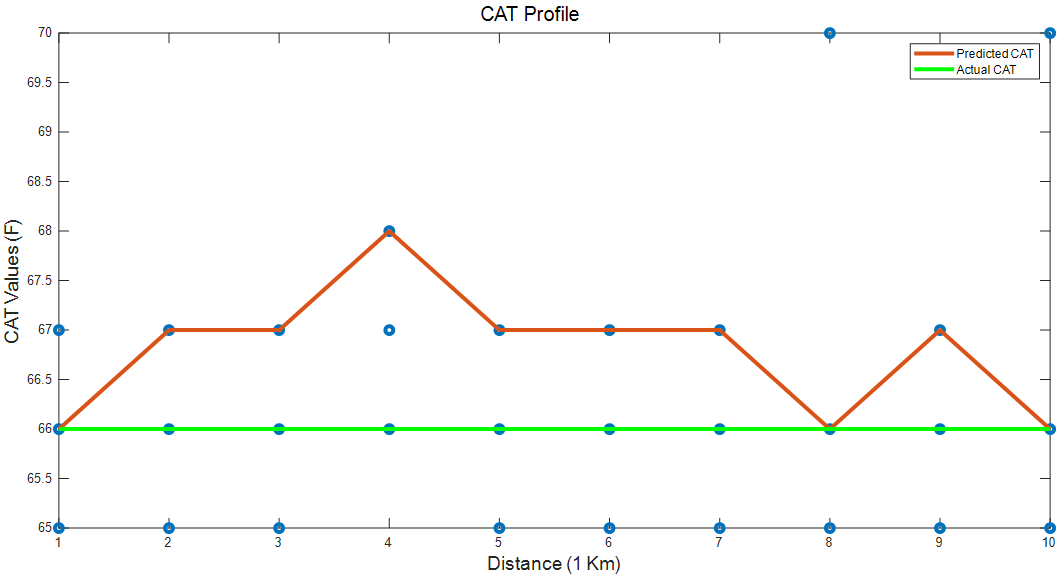 CAT Profile
70
69.5
69
68.5
68
67.5
67
66.5
66
65.5
65
CAT Values (F)
Predicted CAT
Actual CAT
1 2 3 4 5 6 7 8 9 10
Distance (1 Km)